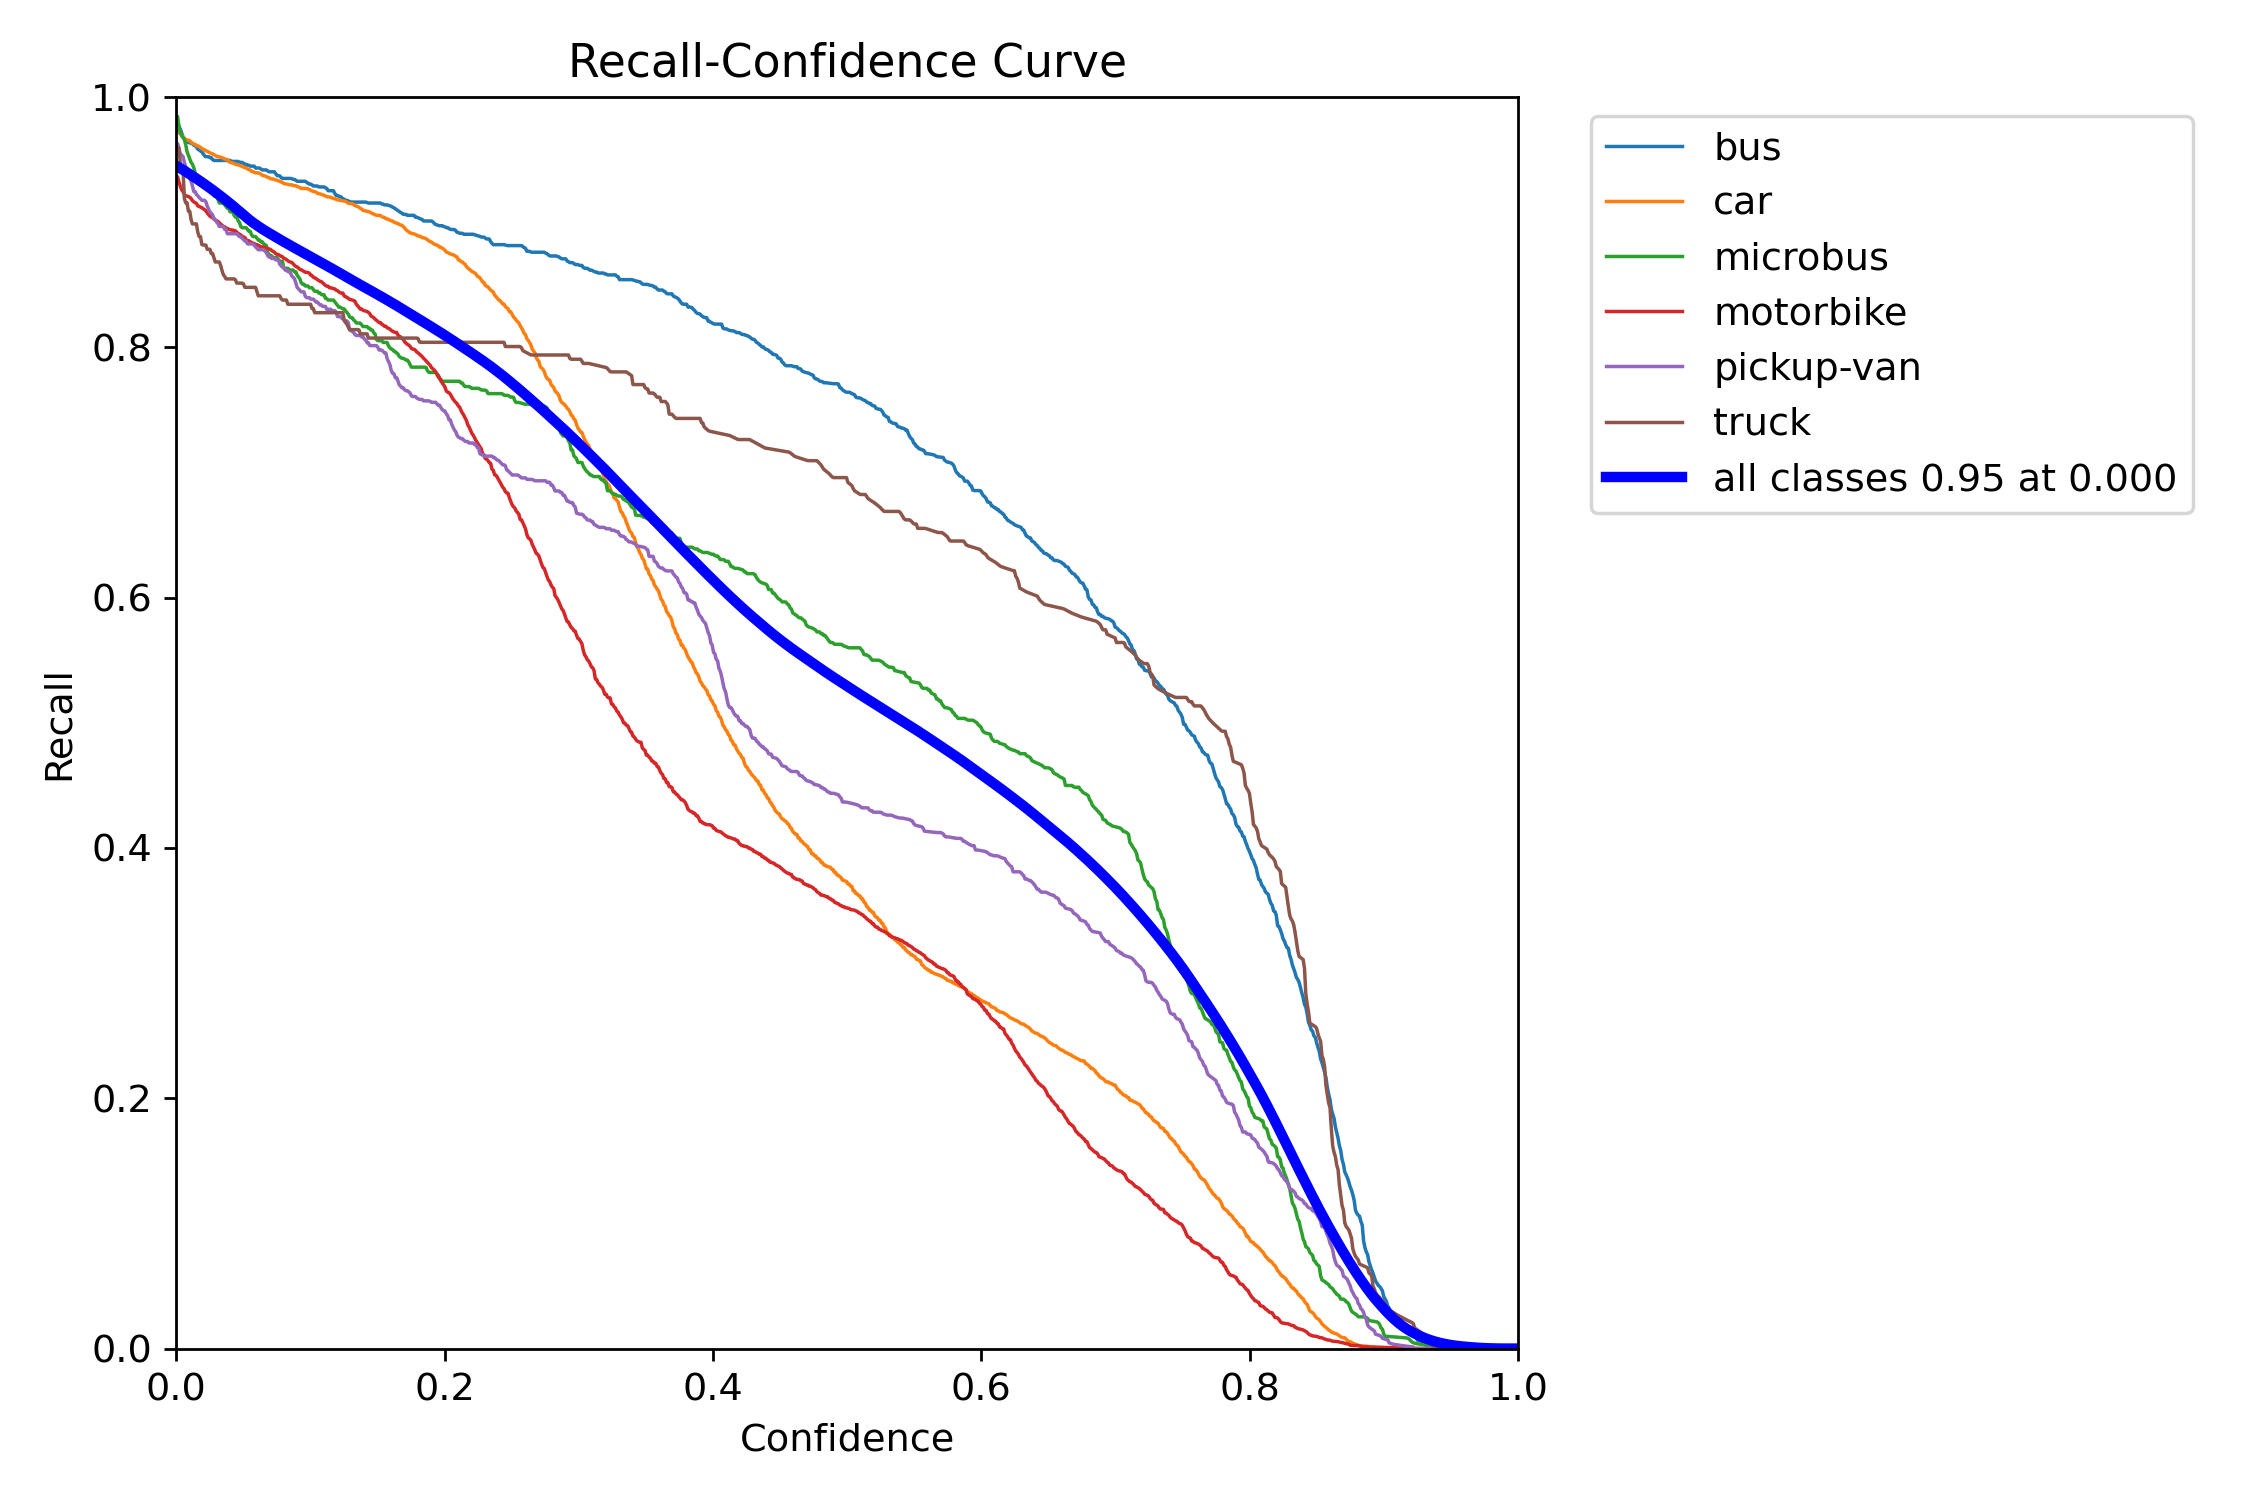 Recall-Confidence Curve
1.0
0.8
0.6
0.4
0.2
0.0
Recall
0.0 0.2 0.4 0.6 0.8 1.0
Confidence
bus
car
microbus
motorbike
pickup-van
truck
all classes 0.95 at 0.000